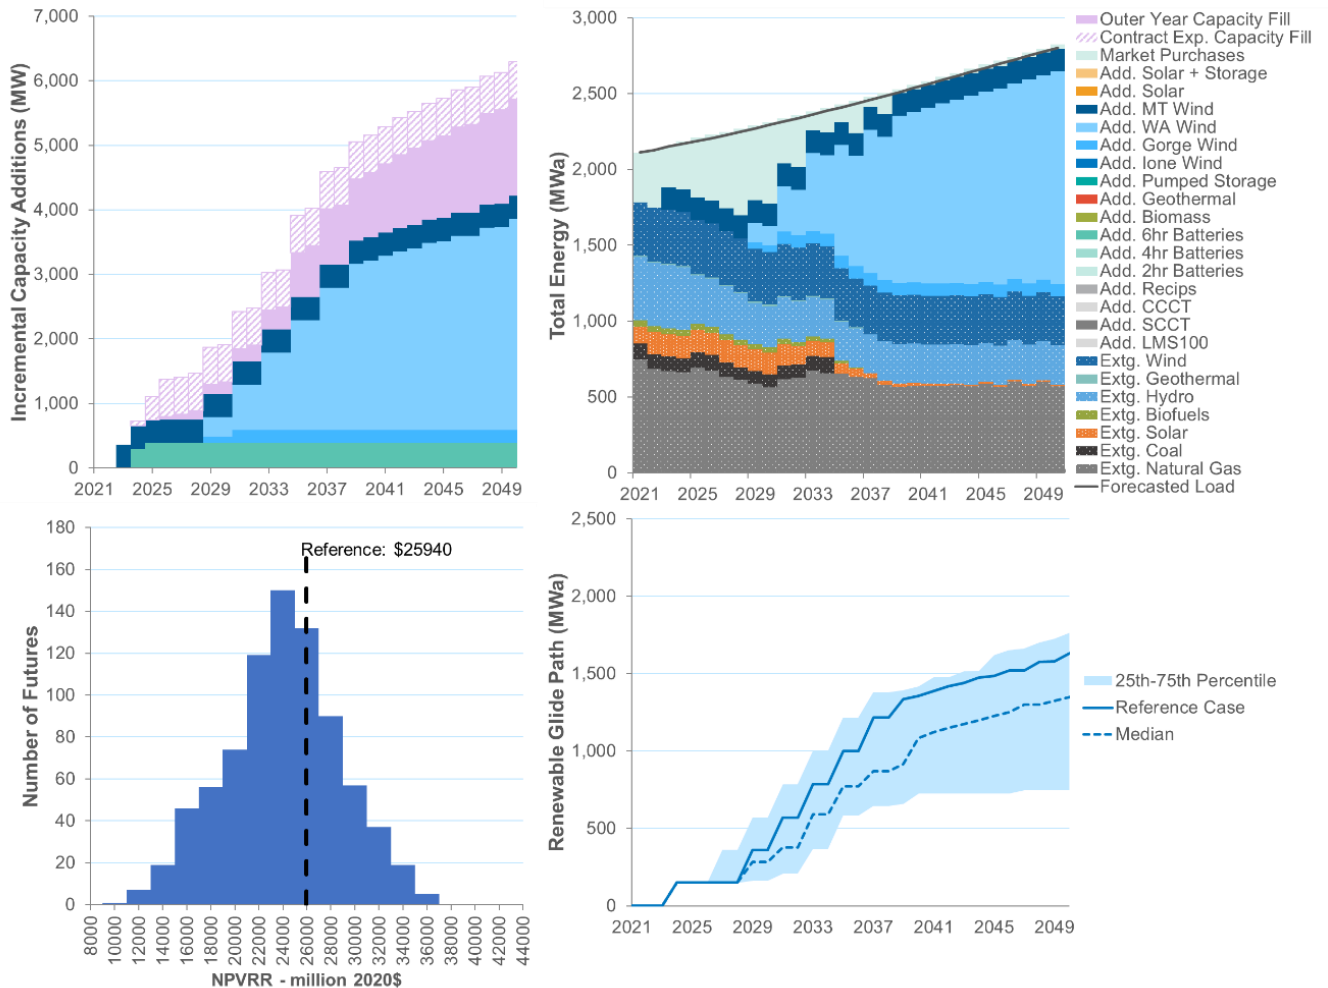 Incremental Capacity Additions (MW)
7,000
6,000
5,000
4,000
3,000
2,000
1,000
0
2021 2025 2029 2033 2037 2041 2045 2049
Total Energy (MWa)
3,000
2,500
2,000
1,500
1,000
500
0
2021 2025 2029 2033 2037 2041 2045 2049
Outer Year Capacity Fill
Contract Exp. Capacity Fill
Market Purchases
Add. Solar + Storage
Add. Solar
Add. MT Wind
Add. WA Wind
Add. Gorge Wind
Add. Ione Wind
Add. Pumped Storage
Add. Geothermal
Add. Biomass
Add. 6hr Batteries
Add. 4hr Batteries
Add. 2hr Batteries
Add. Recips
Add. CCCT
Add. SCCT
Add. LMS100
Extg. Wind
Extg. Geothermal
Extg. Hydro
Extg. Biofuels
Extg. Solar
Extg. Coal
Extg. Natural Gas
Forecasted Load
Number of Futures
180
160
140
120
100
80
60
40
20
0
Reference: $25940
8000 10000 12000 14000 16000 18000 20000 22000 24000 26000 28000 30000 32000 34000 36000 38000 40000 42000 44000
NPVRR - million 2020$
Renewable Glide Path (MWa)
2,500
2,000
1,500
1,000
500
0
2021 2025 2029 2033 2037 2041 2045 2049
25th-75th Percentile
Reference Case
Median